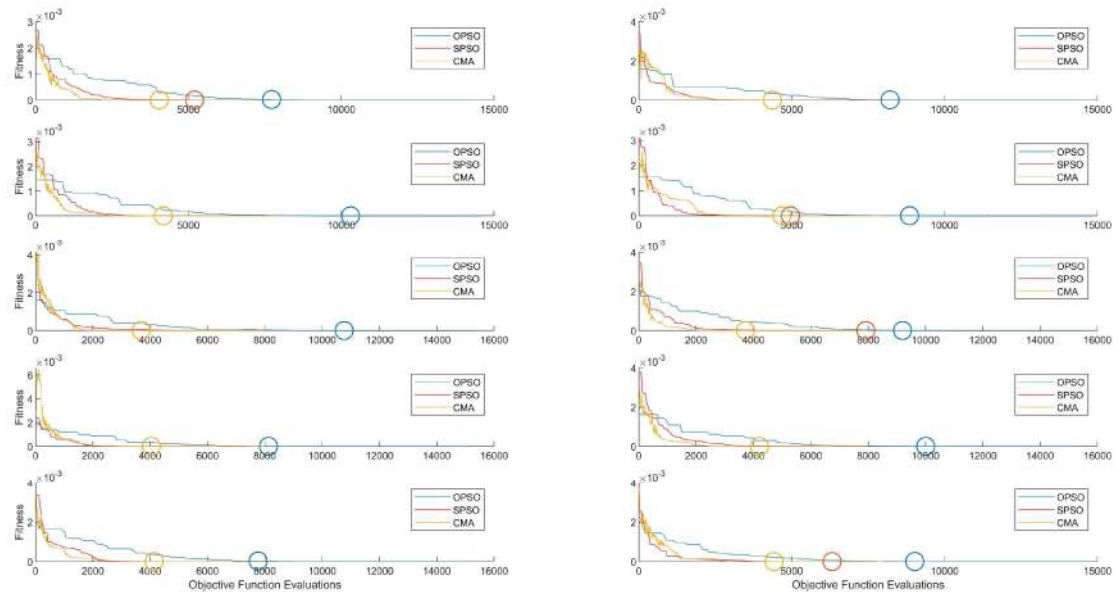 ×10⁻³ ×10⁻³
3 4
2 OPSO OPSO
Fitness SPSO 2 SPSO
1 CMA CMA
0 0
0 5000 10000 15000 0 5000 10000 15000
×10⁻³ ×10⁻³
3 OPSO 3 OPSO
Fitness 2 SPSO 2 SPSO
1 CMA 1 CMA
0 0
0 5000 10000 15000 0 5000 10000 15000
×10⁻³ ×10⁻³
4 4
OPSO OPSO
Fitness 2 SPSO 2 SPSO
CMA CMA
0 0
0 2000 4000 6000 8000 10000 12000 14000 16000 0 2000 4000 6000 8000 10000 12000 14000 16000
×10⁻³ ×10⁻³
6 4
4 OPSO OPSO
Fitness SPSO 2 SPSO
2 CMA CMA
0 0
0 2000 4000 6000 8000 10000 12000 14000 16000 0 2000 4000 6000 8000 10000 12000 14000 16000
×10⁻³ ×10⁻³
4 4
OPSO OPSO
Fitness 2 SPSO 2 SPSO
CMA CMA
0 0
0 2000 4000 6000 8000 10000 12000 14000 16000 0 5000 10000 15000
Objective Function Evaluations Objective Function Evaluations